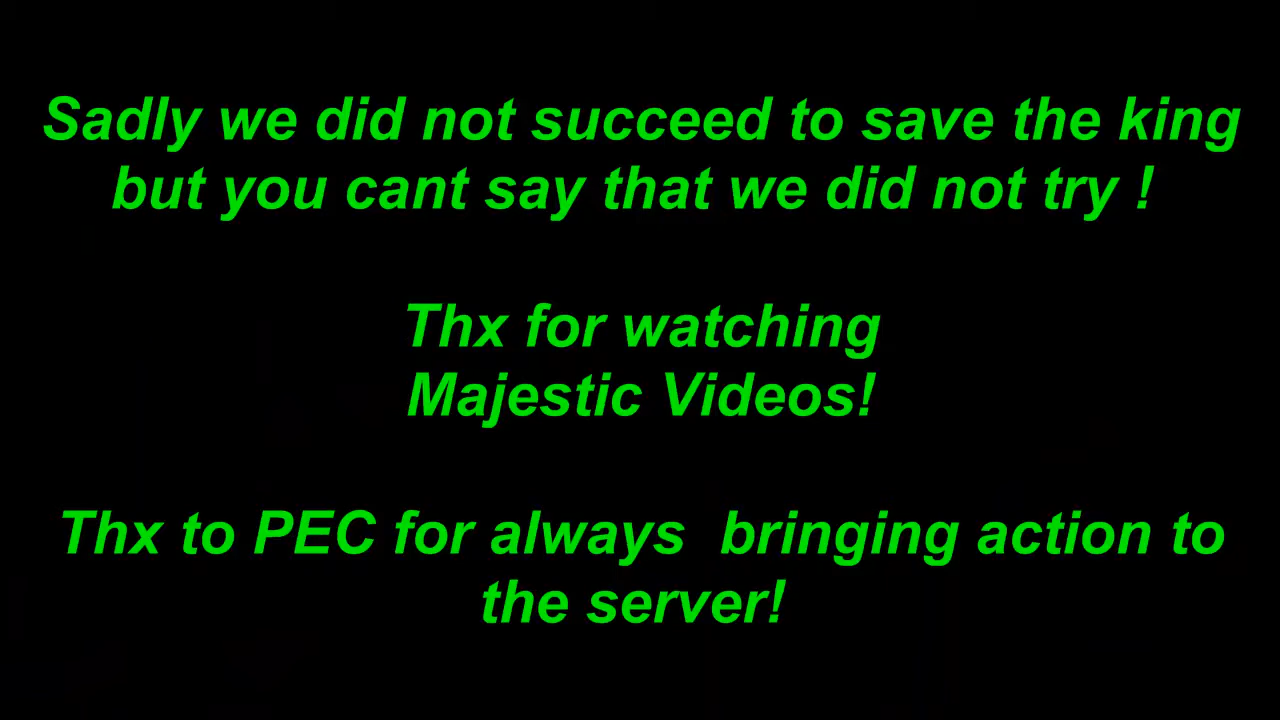 Sadly we did not succeed to save the king
but you cant say that we did not try !
Thx for watching
Majestic Videos!
Thx to PEC for always  bringing action to
the server!